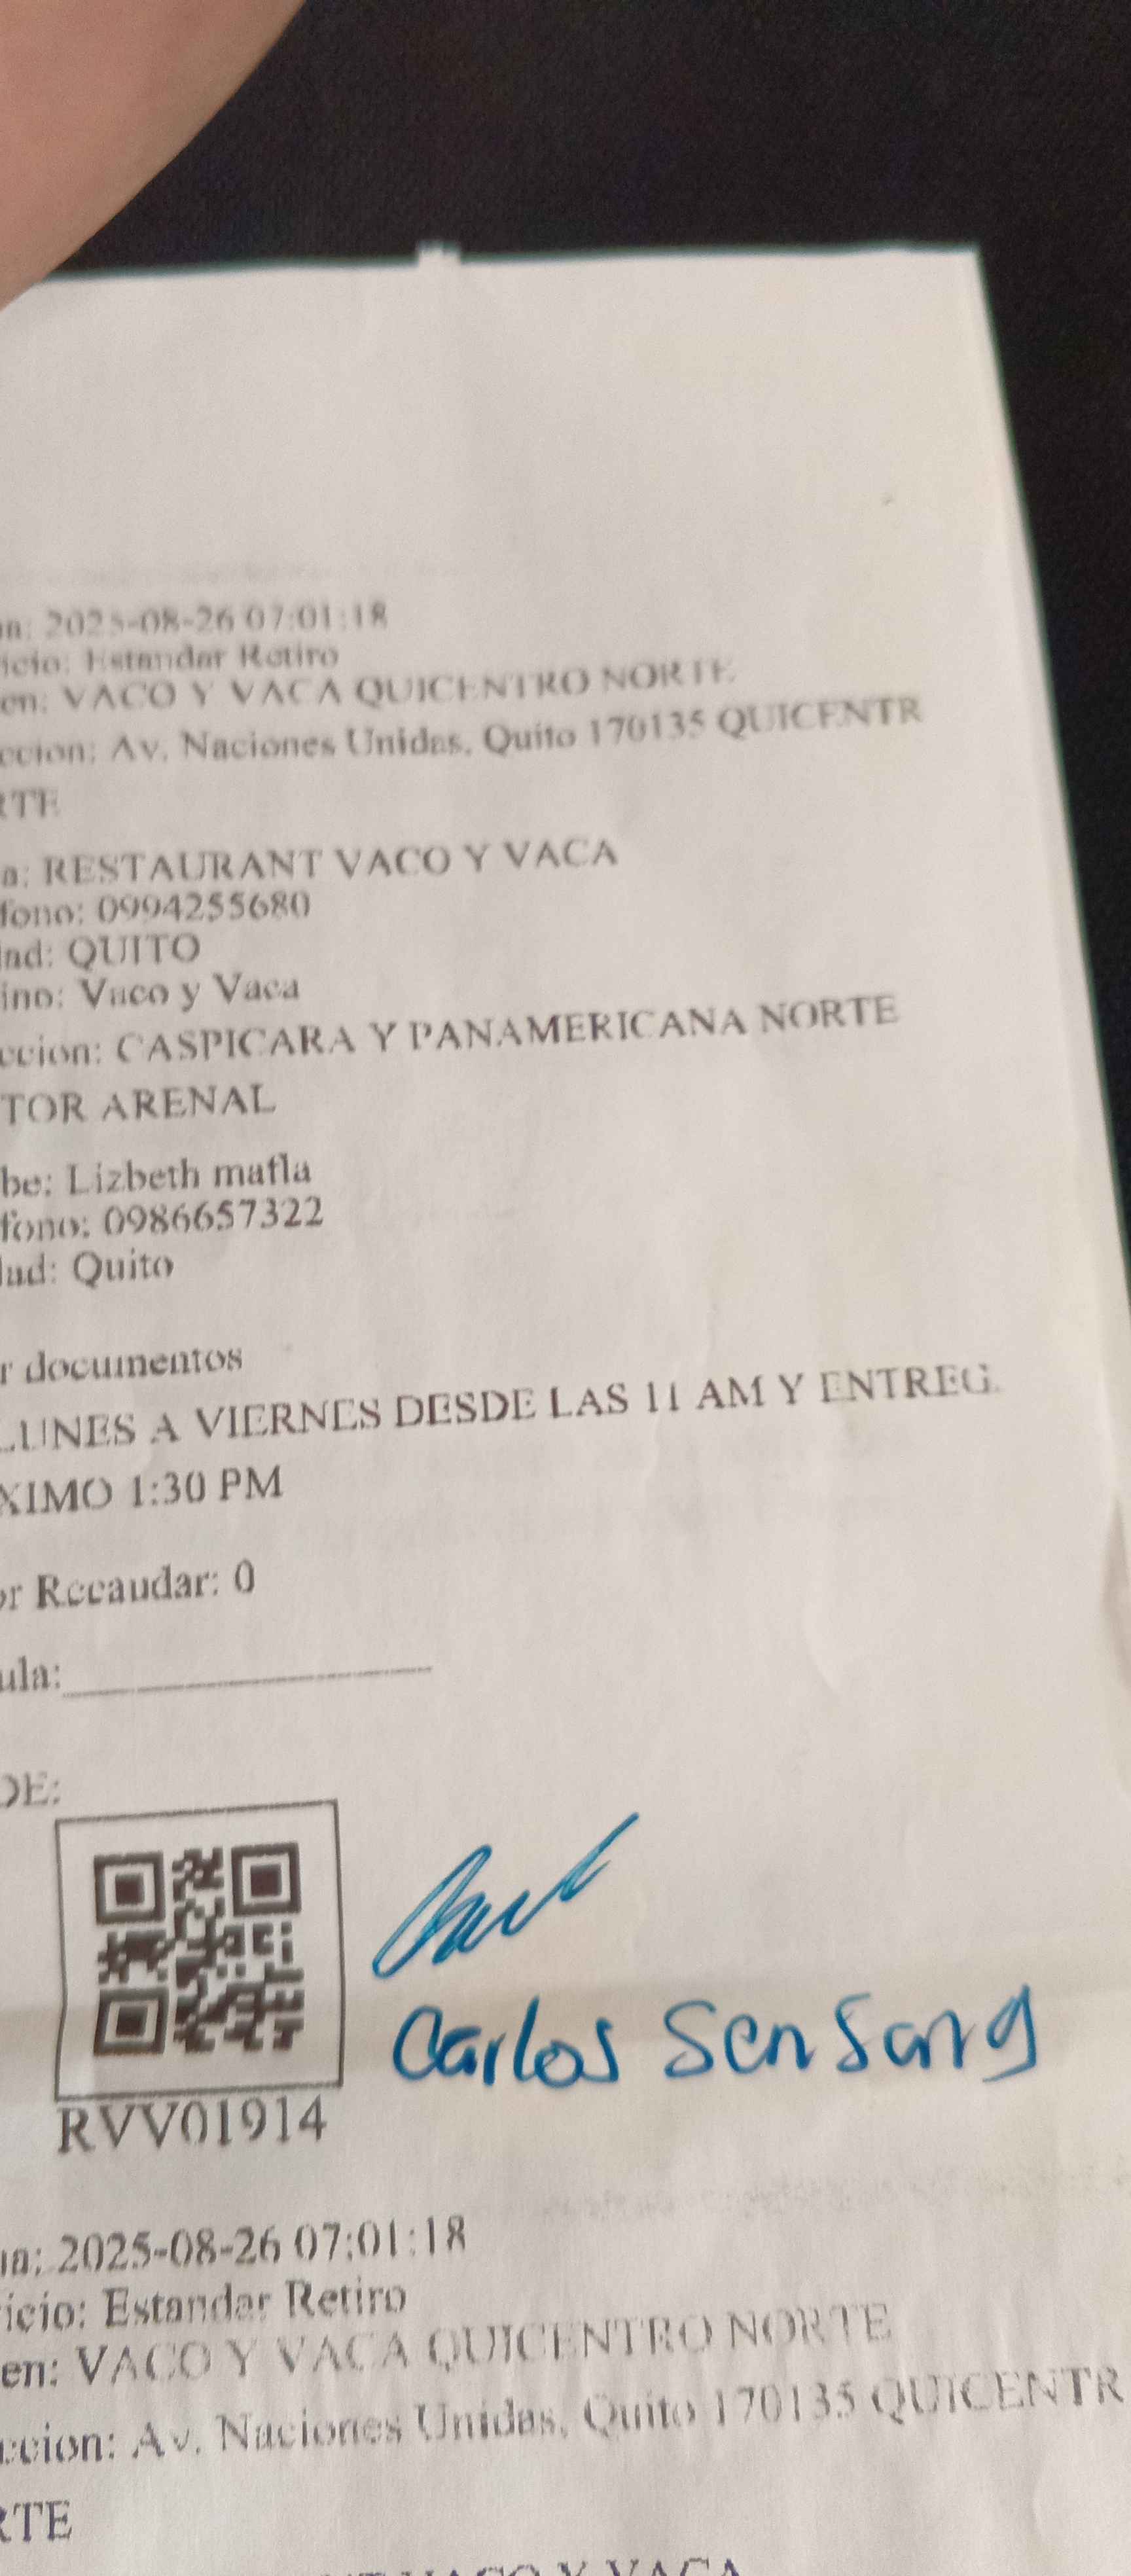 a: 2025-08-26 07:01:18
icio: Estandar Retiro
en: VACO Y VACA QUICENTRO NORTE
ccion: Av. Naciones Unidas, Quito 170135 QUICENTR
RTE
a: RESTAURANT VACO Y VACA
fono: 0994255680
dad: QUITO
ino: Vaco y Vaca
ccion: CASPICARA Y PANAMERICANA NORTE
TOR ARENAL
be: Lizbeth mafla
fono: 0986657322
dad: Quito
r documentos
LUNES A VIERNES DESDE LAS 11 AM Y ENTREG
XIMO 1:30 PM
or Recaudar: 0
ula:
DE:
Carlos Sensang
RVV01914
a: 2025-08-26 07:01:18
icio: Estandar Retiro
en: VACO Y VACA QUICENTRO NORTE
ccion: Av. Naciones Unidas, Quito 170135 QUICENTR
RTE
VACO Y VACA